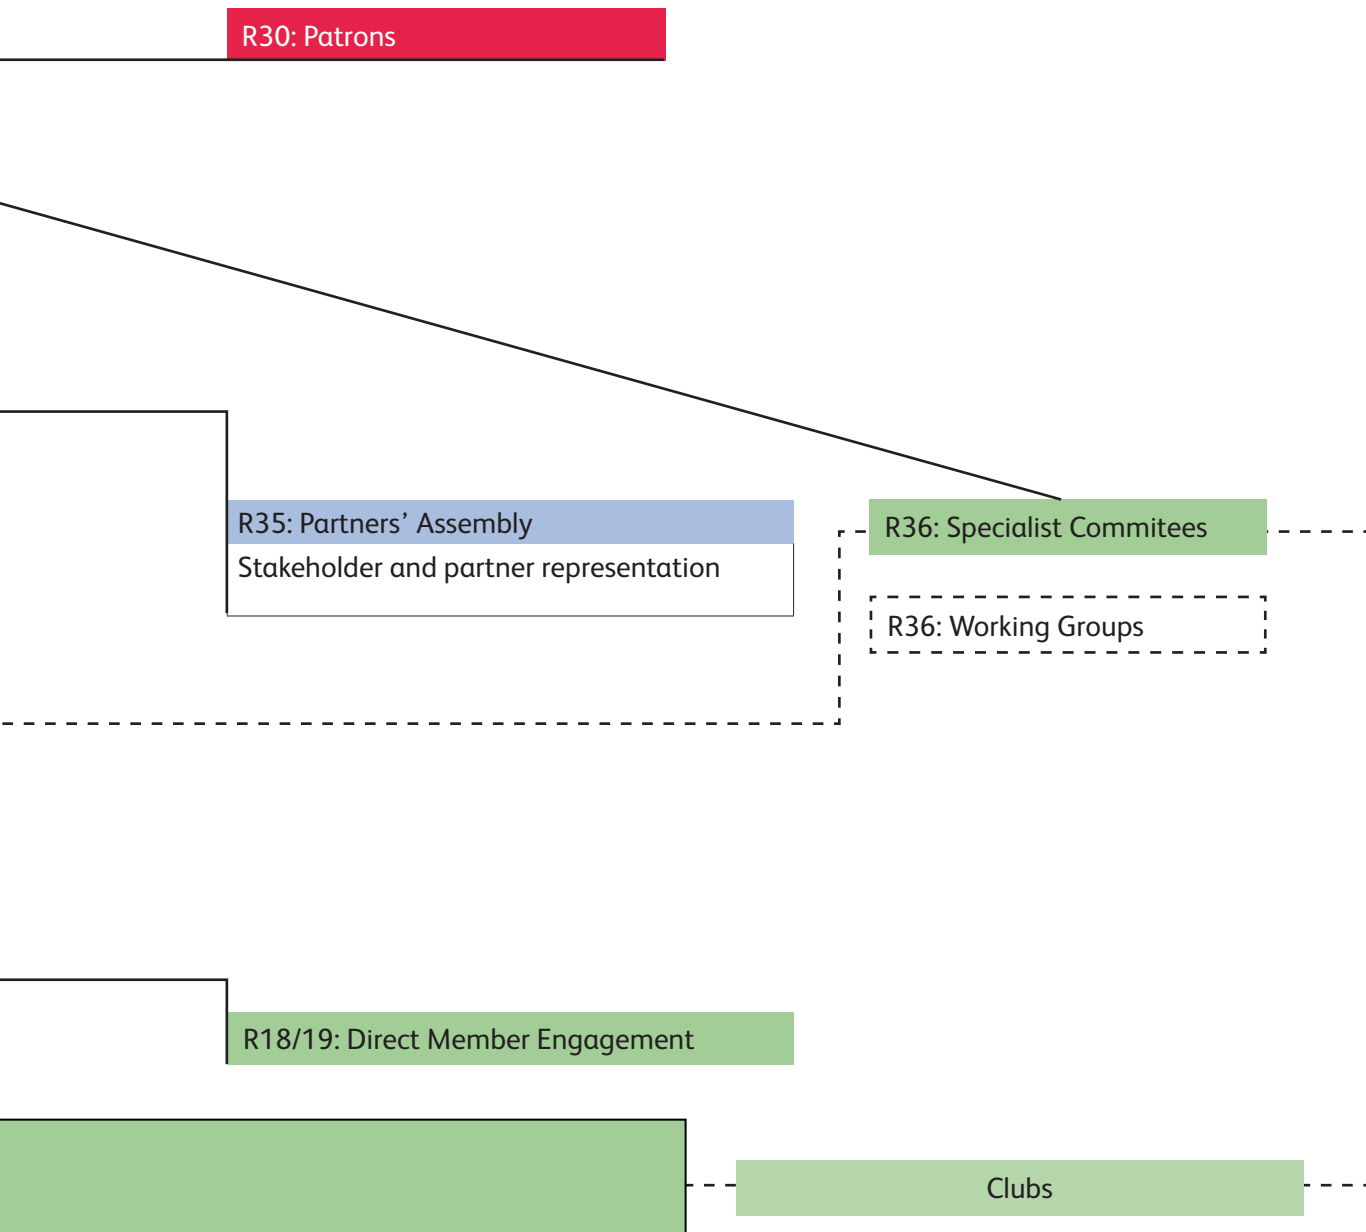 R30: Patrons
R35: Partners’ Assembly
Stakeholder and partner representation
R36: Specialist Commitees
R36: Working Groups
R18/19: Direct Member Engagement
Clubs